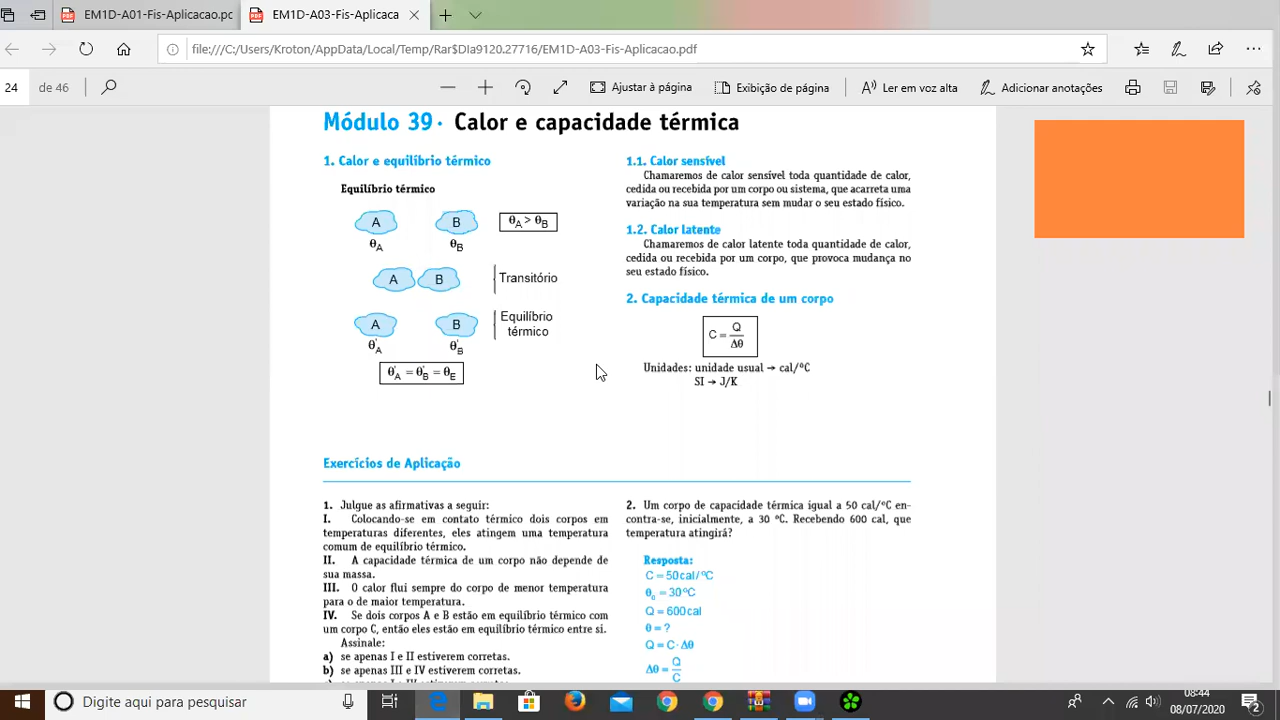 EM1D-A01-Fis-Aplicacao.pc
EM1D-A03-Fis-Aplicaca
file:///C:/Users/Kroton/AppData/Local/Temp/Rar$DIa9120.27716/EM1D-A03-Fis-Aplicacao.pdf
24 de 46
Ajustar à página
Exibição de página
Ler em voz alta
Adicionar anotações
Módulo 39 · Calor e capacidade térmica
1. Calor e equilíbrio térmico
Equilíbrio térmico
A B θA > θB
θA θB
A B Transitório
A B Equilíbrio
térmico
θ'A θ'B
θ'A = θ'B = θE
1.1. Calor sensível
Chamaremos de calor sensível toda quantidade de calor,
cedida ou recebida por um corpo ou sistema, que acarreta uma
variação na sua temperatura sem mudar o seu estado físico.
1.2. Calor latente
Chamaremos de calor latente toda quantidade de calor,
cedida ou recebida por um corpo, que provoca mudança no
seu estado físico.
2. Capacidade térmica de um corpo
C = Q/Δθ
Unidades: unidade usual → cal/ºC
SI → J/K
Exercícios de Aplicação
1. Julgue as afirmativas a seguir:
I. Colocando-se em contato térmico dois corpos em
temperaturas diferentes, eles atingem uma temperatura
comum de equilíbrio térmico.
II. A capacidade térmica de um corpo não depende de
sua massa.
III. O calor flui sempre do corpo de menor temperatura
para o de maior temperatura.
IV. Se dois corpos A e B estão em equilíbrio térmico com
um corpo C, então eles estão em equilíbrio térmico entre si.
Assinale:
a) se apenas I e II estiverem corretas.
b) se apenas III e IV estiverem corretas.
2. Um corpo de capacidade térmica igual a 50 cal/ºC en-
contra-se, inicialmente, a 30 ºC. Recebendo 600 cal, que
temperatura atingirá?
Resposta:
C = 50 cal/ºC
θ0 = 30 ºC
Q = 600 cal
θ = ?
Q = C · Δθ
Δθ = Q/C
Digite aqui para pesquisar
08:44
08/07/2020
2